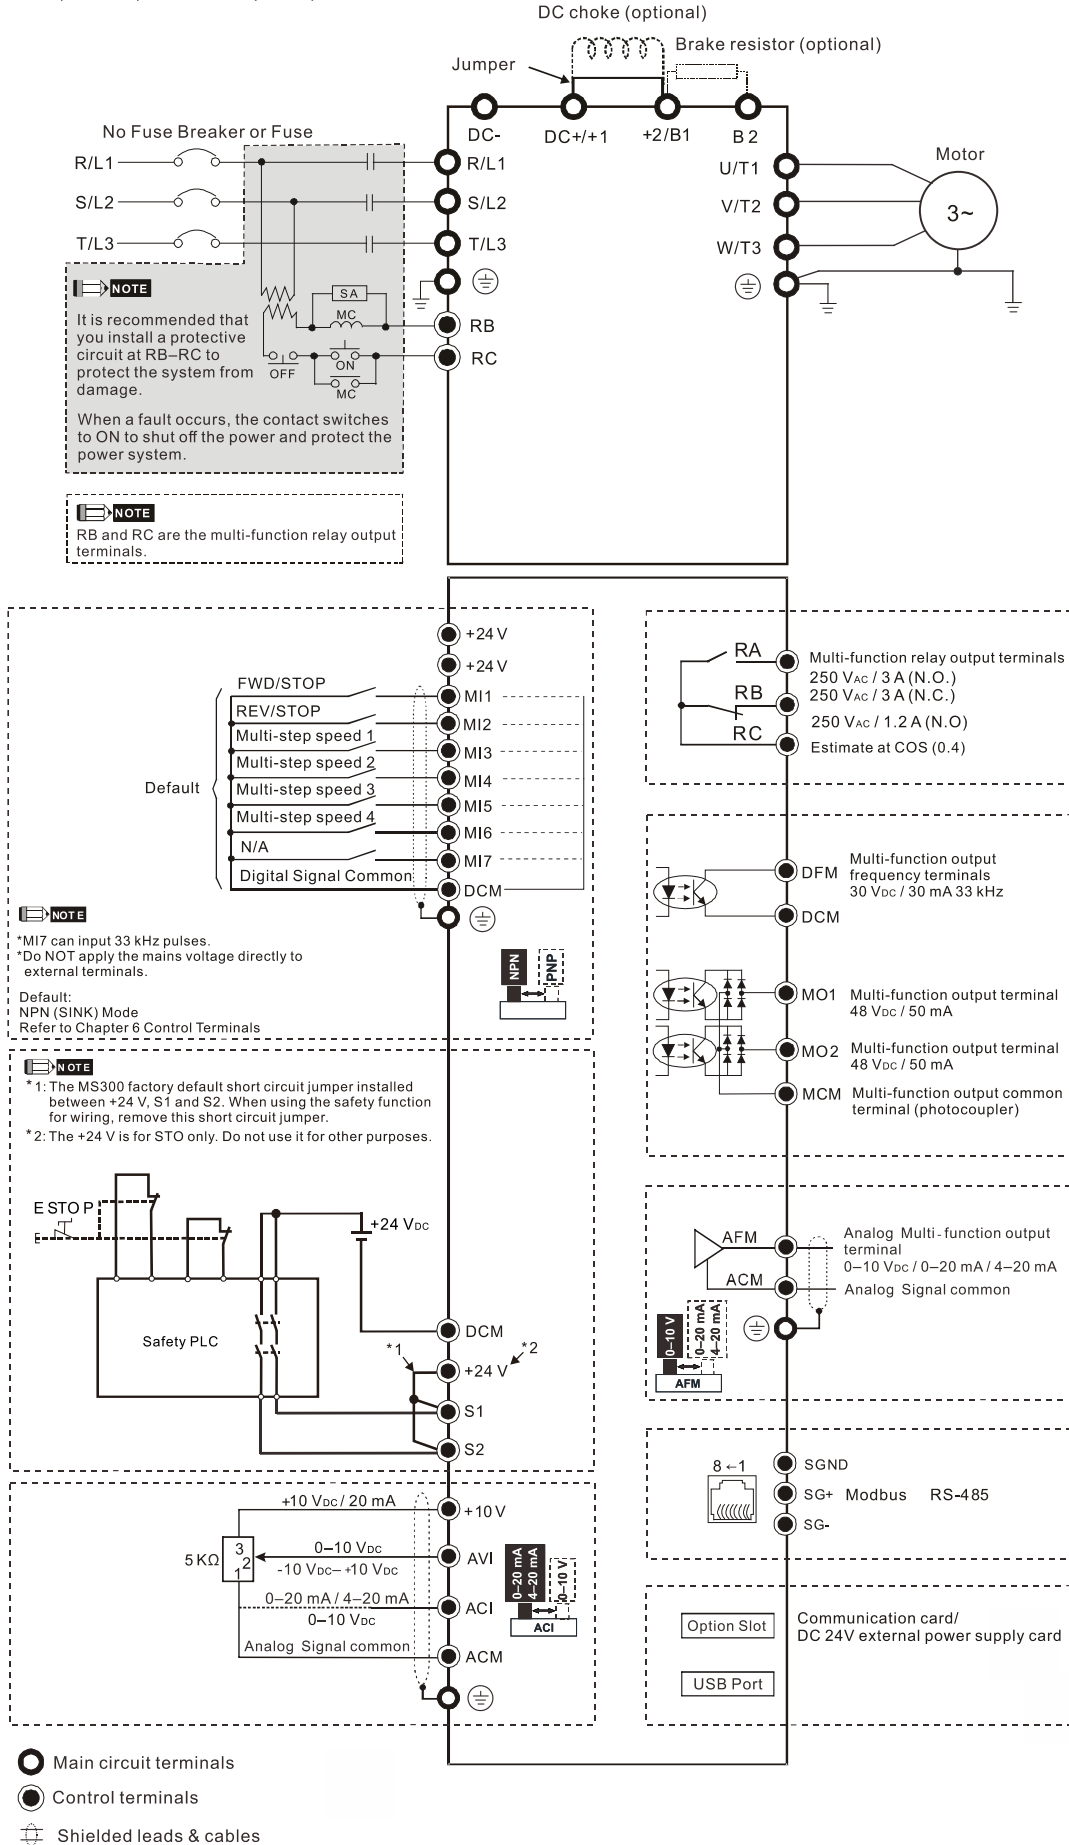 DC choke (optional)
Brake resistor (optional)
Jumper
DC-
DC+/+1
+2/B1
B 2
No Fuse Breaker or Fuse
R/L1
R/L1
S/L2
S/L2
T/L3
T/L3
U/T1
V/T2
W/T3
Motor
3~
NOTE
It is recommended that
you install a protective
circuit at RB–RC to
protect the system from
damage.
When a fault occurs, the contact switches
to ON to shut off the power and protect the
power system.
SA
MC
RB
RC
OFF
ON
MC
NOTE
RB and RC are the multi-function relay output
terminals.
+24 V
+24 V
FWD/STOP
MI1
REV/STOP
MI2
Multi-step speed 1
MI3
Multi-step speed 2
MI4
Default
Multi-step speed 3
MI5
Multi-step speed 4
MI6
N/A
MI7
Digital Signal Common
DCM
NOTE
*MI7 can input 33 kHz pulses.
*Do NOT apply the mains voltage directly to
external terminals.
Default:
NPN (SINK) Mode
Refer to Chapter 6 Control Terminals
NPN
PNP
RA
RB
RC
Multi-function relay output terminals
250 VAC / 3 A (N.O.)
250 VAC / 3 A (N.C.)
250 VAC / 1.2 A (N.O)
Estimate at COS (0.4)
DFM
Multi-function output
frequency terminals
30 VDC / 30 mA 33 kHz
DCM
MO1
Multi-function output terminal
48 VDC / 50 mA
MO2
Multi-function output terminal
48 VDC / 50 mA
MCM
Multi-function output common
terminal (photocoupler)
NOTE
*1: The MS300 factory default short circuit jumper installed
between +24 V, S1 and S2. When using the safety function
for wiring, remove this short circuit jumper.
*2: The +24 V is for STO only. Do not use it for other purposes.
E STO P
+24 VDC
Safety PLC
DCM
*1
*2
+24 V
S1
S2
AFM
ACM
Analog Multi-function output
terminal
0–10 VDC / 0–20 mA / 4–20 mA
Analog Signal common
0–10 V
0–20 mA
4–20 mA
AFM
8←1
SGND
SG+
Modbus RS-485
SG-
+10 VDC / 20 mA
+10 V
5 KΩ
3
2
1
0–10 VDC
-10 VDC– +10 VDC
AVI
0–20 mA / 4–20 mA
0–10 VDC
ACI
Analog Signal common
ACM
0–20 mA
4–20 mA
0–10 V
ACI
Option Slot
Communication card/
DC 24V external power supply card
USB Port
Main circuit terminals
Control terminals
Shielded leads & cables